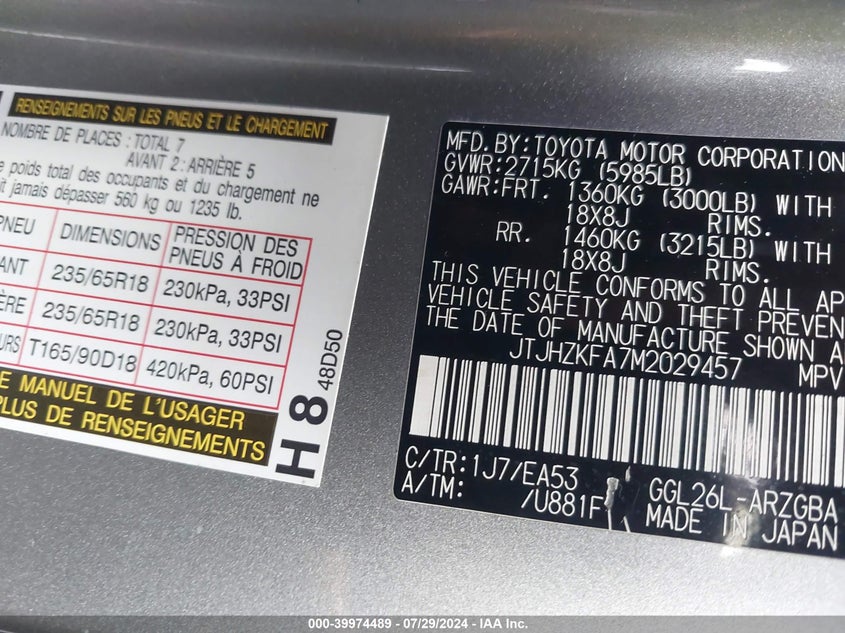 RENSEIGNEMENTS SUR LES PNEUS ET LE CHARGEMENT
NOMBRE DE PLACES : TOTAL 7
AVANT 2 : ARRIÈRE 5
poids total des occupants et du chargement ne
jamais dépasser 560 kg ou 1235 lb.
PNEU DIMENSIONS PRESSION DES PNEUS À FROID
235/65R18 230kPa, 33PSI
235/65R18 230kPa, 33PSI
T165/90D18 420kPa, 60PSI
MANUEL DE L'USAGER
PLUS DE RENSEIGNEMENTS
H 8
48D50
MFD. BY: TOYOTA MOTOR CORPORATION
GVWR: 2715KG (5985LB)
GAWR: FRT. 1360KG (3000LB) WITH
18X8J RIMS.
RR. 1460KG (3215LB) WITH
18X8J RIMS.
THIS VEHICLE CONFORMS TO ALL
VEHICLE SAFETY AND THEFT
THE DATE OF MANUFACTURE SHOWN
JTJHZKFA7M2029457 MPV
C/TR: 1J7/EA53
A/TM: /U881F
GGL26L-ARZGBA
MADE IN JAPAN
000-39974489 - 07/29/2024 - IAA Inc.